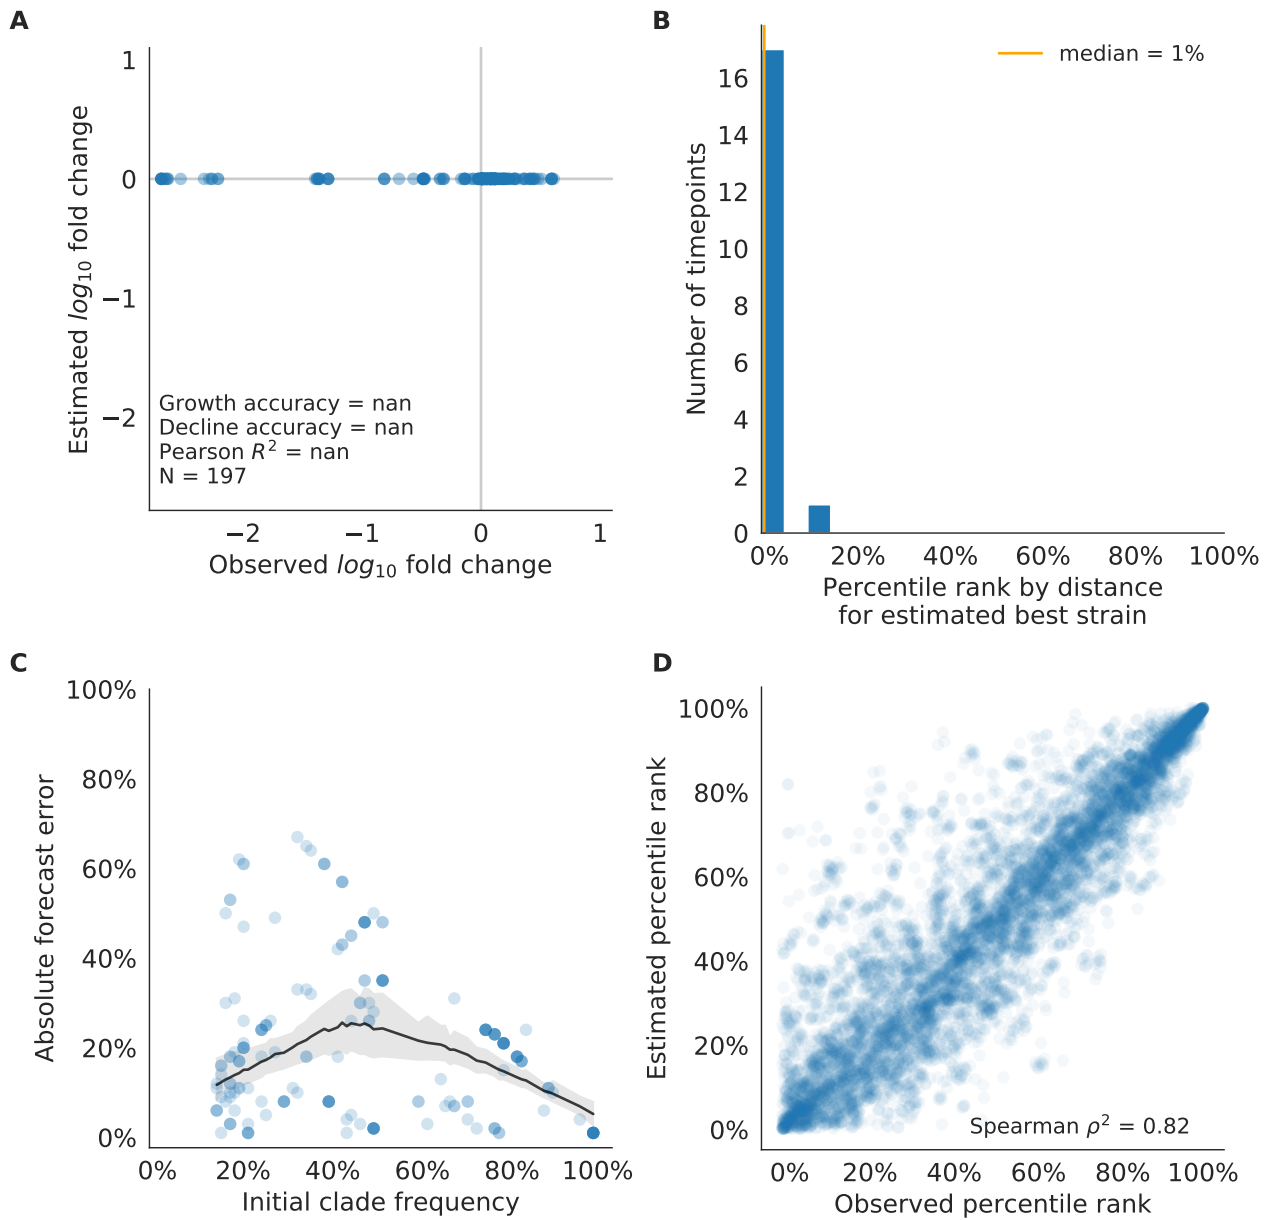 A
1
0
−1
−2
Estimated log10 fold change
Growth accuracy = nan
Decline accuracy = nan
Pearson R² = nan
N = 197
−2 −1 0 1
Observed log10 fold change
B
median = 1%
16
14
12
10
8
6
4
2
0
Number of timepoints
0% 20% 40% 60% 80% 100%
Percentile rank by distance
for estimated best strain
C
100%
80%
60%
40%
20%
0%
Absolute forecast error
0% 20% 40% 60% 80% 100%
Initial clade frequency
D
100%
80%
60%
40%
20%
0%
Estimated percentile rank
Spearman ρ² = 0.82
0% 20% 40% 60% 80% 100%
Observed percentile rank